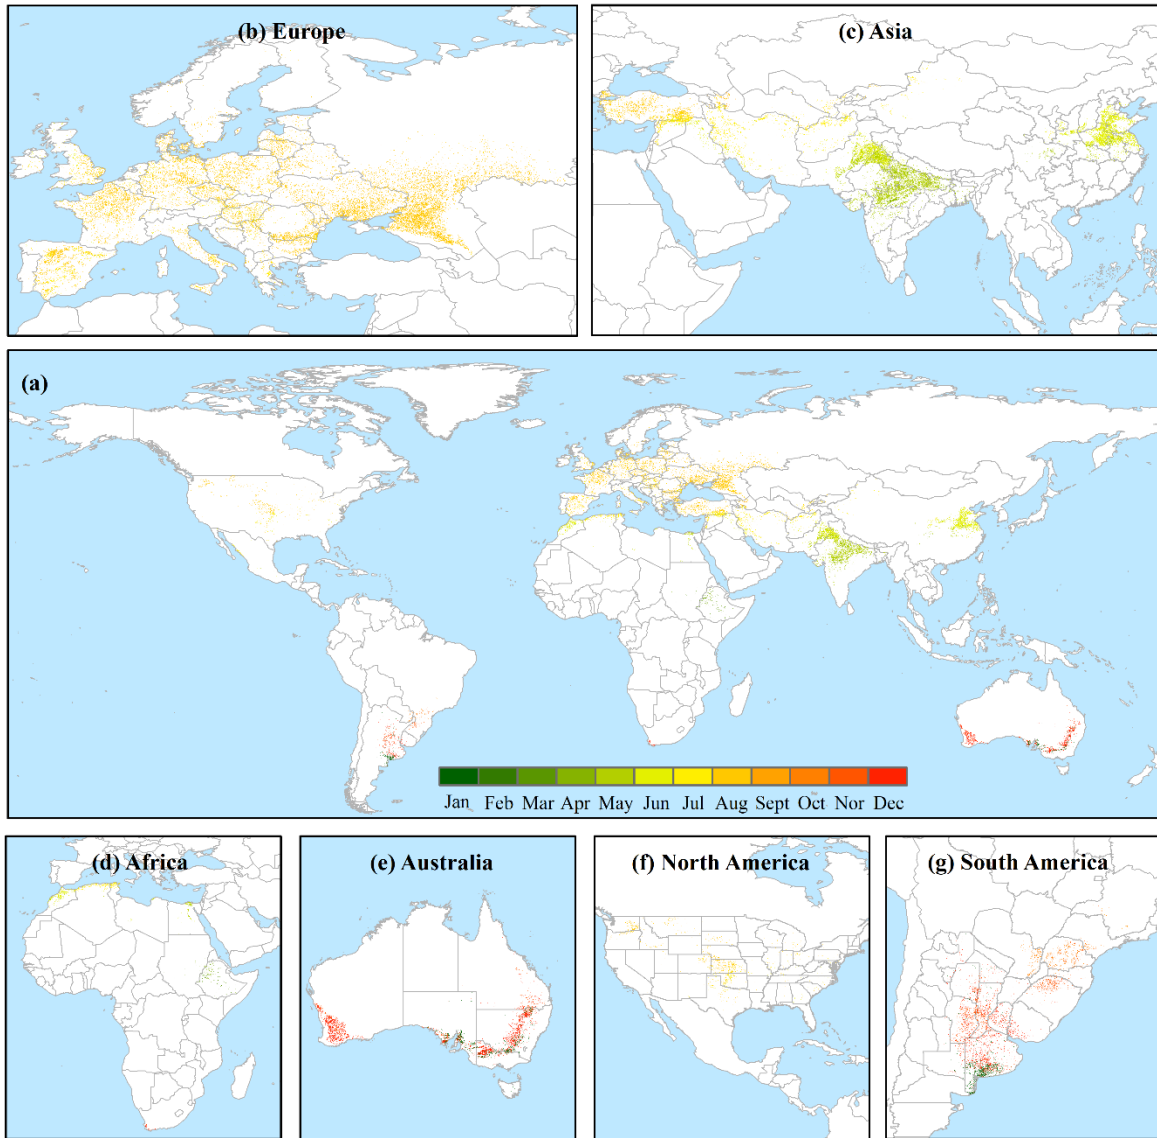 (b) Europe
(c) Asia
(a)
Jan Feb Mar Apr May Jun Jul Aug Sept Oct Nor Dec
(d) Africa
(e) Australia
(f) North America
(g) South America